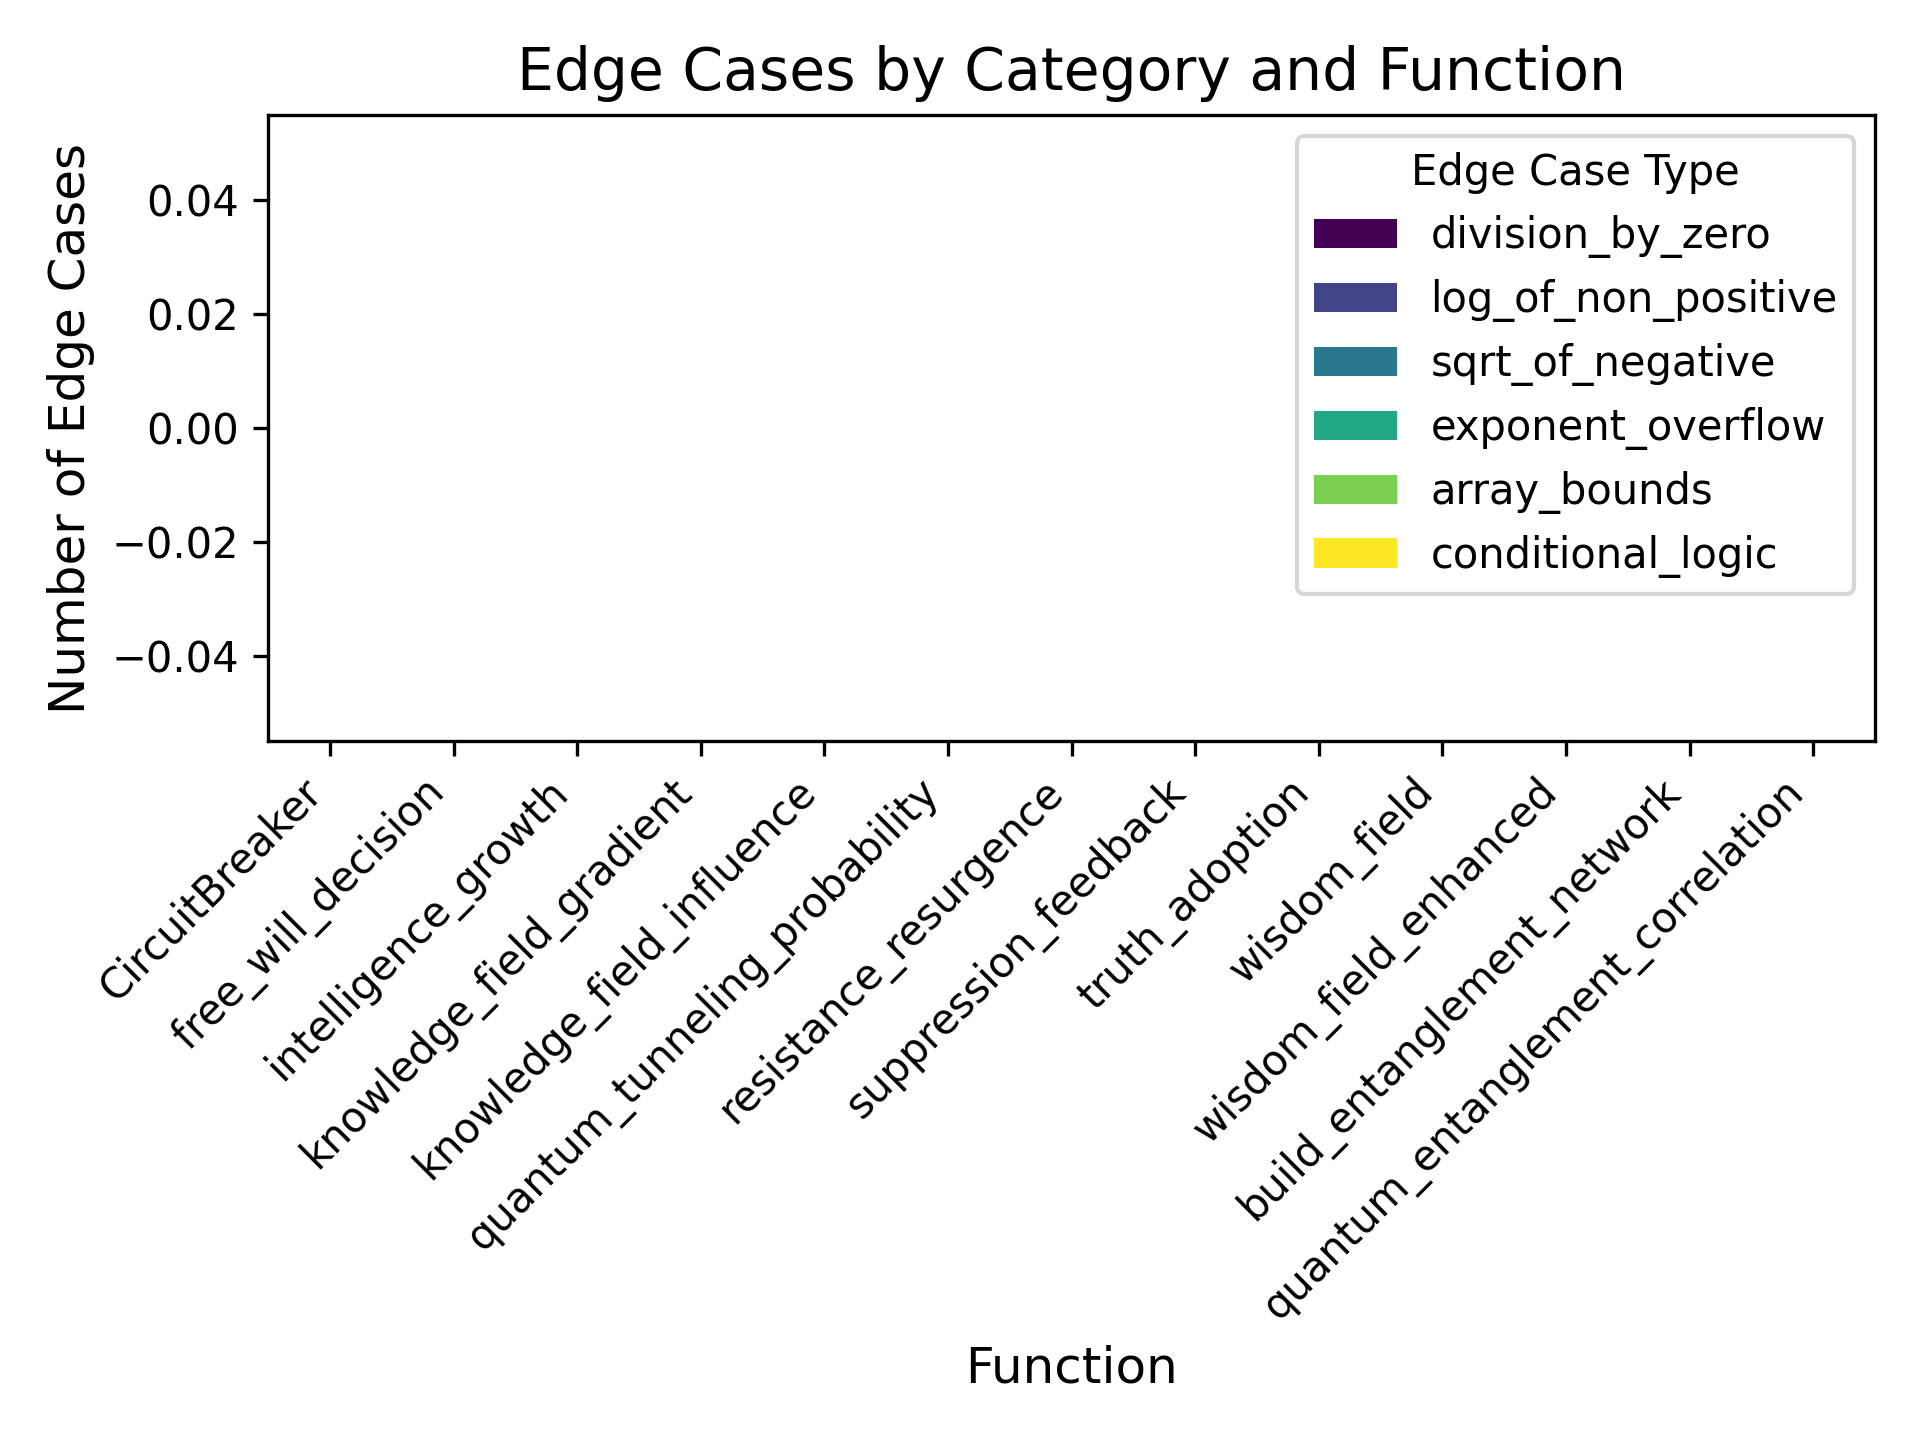 Edge Cases by Category and Function
Number of Edge Cases
0.04
0.02
0.00
−0.02
−0.04
Edge Case Type
division_by_zero
log_of_non_positive
sqrt_of_negative
exponent_overflow
array_bounds
conditional_logic
CircuitBreaker
free_will_decision
intelligence_growth
knowledge_field_gradient
knowledge_field_influence
quantum_tunneling_probability
resistance_resurgence
suppression_feedback
truth_adoption
wisdom_field
wisdom_field_enhanced
build_entanglement_network
quantum_entanglement_correlation
Function